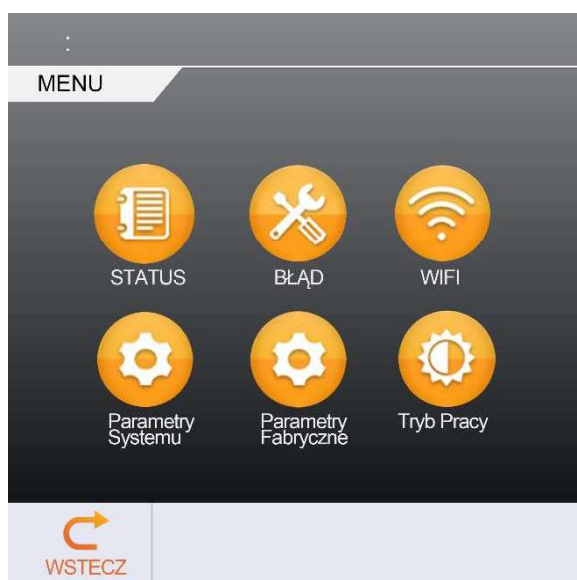 :
MENU
STATUS
BŁĄD
WIFI
Parametry
Systemu
Parametry
Fabryczne
Tryb Pracy
WSTECZ